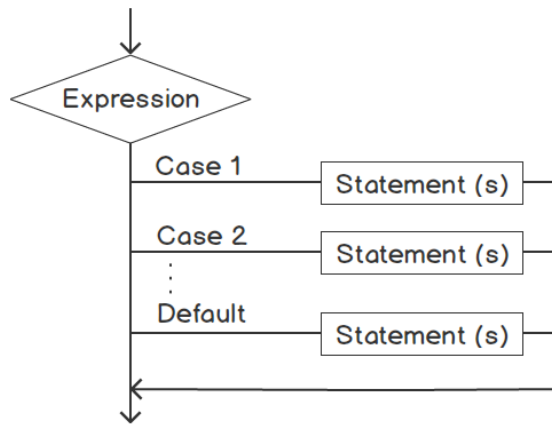 Expression
Case 1
Statement (s)
Case 2
Statement (s)
Default
Statement (s)